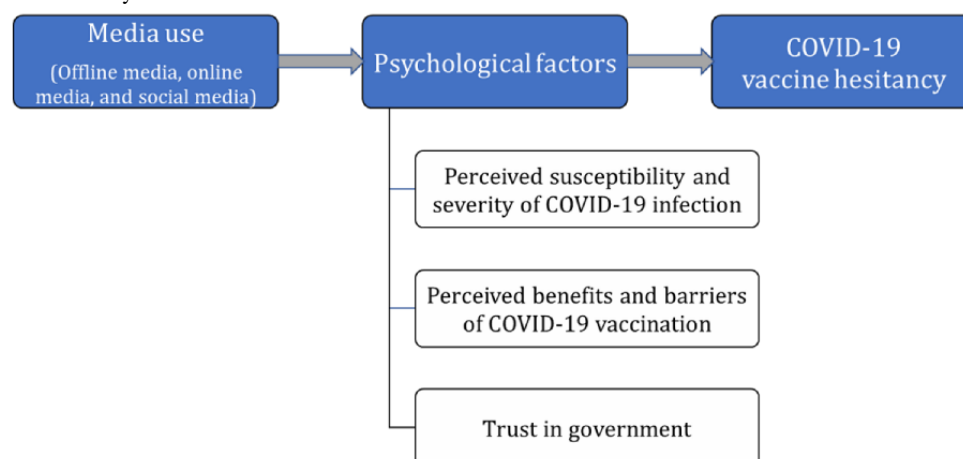 Media use
(Offline media, online
media, and social media)
Psychological factors
COVID-19
vaccine hesitancy
Perceived susceptibility and
severity of COVID-19 infection
Perceived benefits and barriers
of COVID-19 vaccination
Trust in government